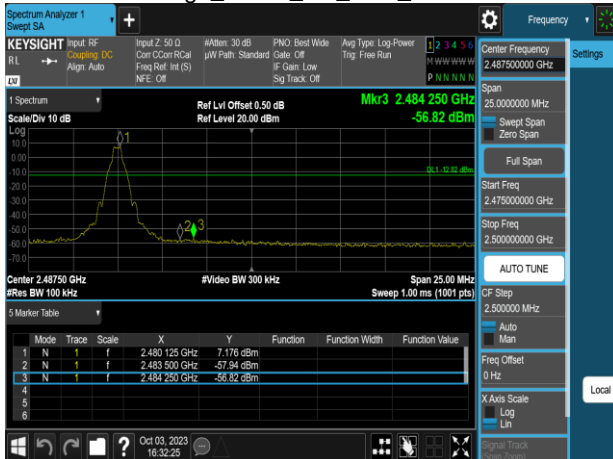 Spectrum Analyzer 1
Swept SA
+
Frequency
KEYSIGHT
RL
LXI
Input: RF
Coupling: DC
Align: Auto
Input Z: 50 Ω
Corr CCorr RCal
Freq Ref: Int (S)
NFE: Off
#Atten: 30 dB
µW Path: Standard
PNO: Best Wide
Gate: Off
IF Gain: Low
Sig Track: Off
Avg Type: Log-Power
Trig: Free Run
1 2 3 4 5 6
M W W W W W
P N N N N N
Center Frequency
2.487500000 GHz
Settings
Span
25.0000000 MHz
Swept Span
Zero Span
Full Span
Start Freq
2.475000000 GHz
Stop Freq
2.500000000 GHz
AUTO TUNE
CF Step
2.500000 MHz
Auto
Man
Freq Offset
0 Hz
X Axis Scale
Log
Lin
Local
Signal Track
(Span Zoom)
1 Spectrum
Scale/Div 10 dB
Ref Lvl Offset 0.50 dB
Ref Level 20.00 dBm
Mkr3 2.484 250 GHz
-56.82 dBm
Log
10.0
0.00
-10.0
-20.0
-30.0
-40.0
-50.0
-60.0
-70.0
1
2
3
DL1 -12.82 dBm
Center 2.48750 GHz
#Res BW 100 kHz
#Video BW 300 kHz
Span 25.00 MHz
Sweep 1.00 ms (1001 pts)
5 Marker Table
Mode Trace Scale X Y Function Function Width Function Value
1 N 1 f 2.480 125 GHz 7.176 dBm
2 N 1 f 2.483 500 GHz -57.94 dBm
3 N 1 f 2.484 250 GHz -56.82 dBm
4
5
6
?
Oct 03, 2023
16:32:25